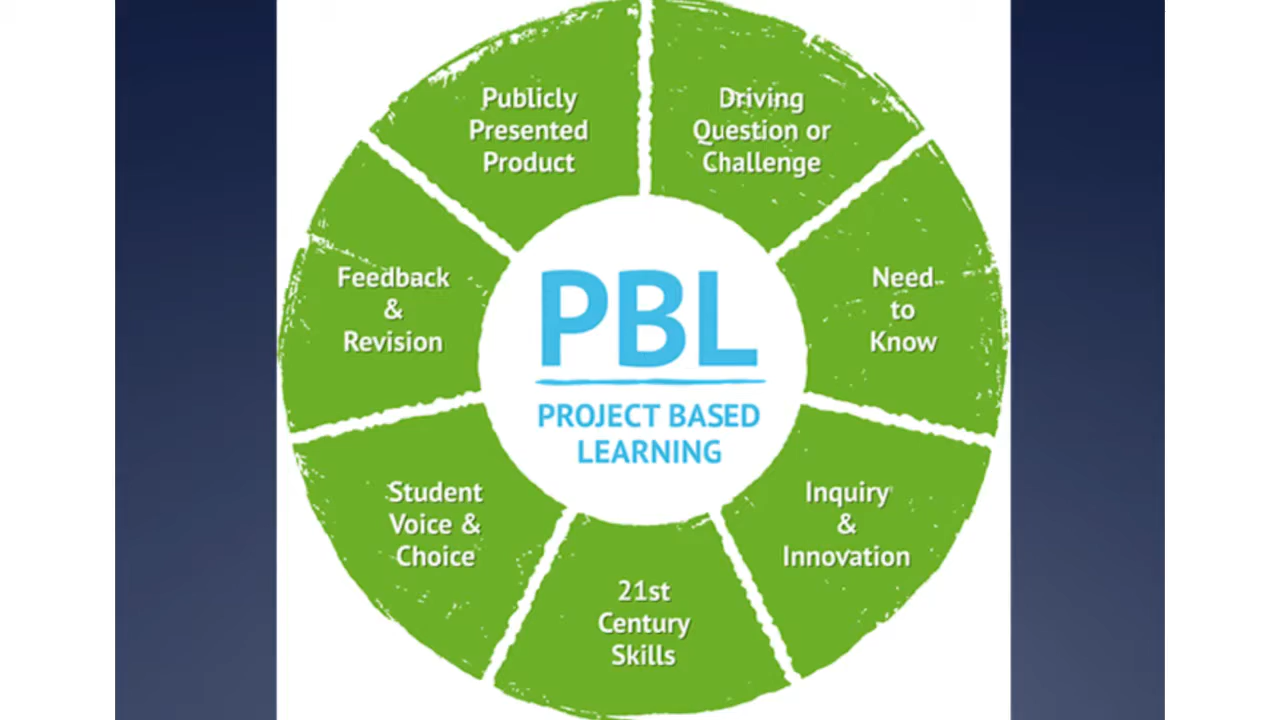 Publicly
Presented
Product
Driving
Question or
Challenge
Feedback
&
Revision
PBL
PROJECT BASED
LEARNING
Need
to
Know
Student
Voice &
Choice
Inquiry
&
Innovation
21st
Century
Skills